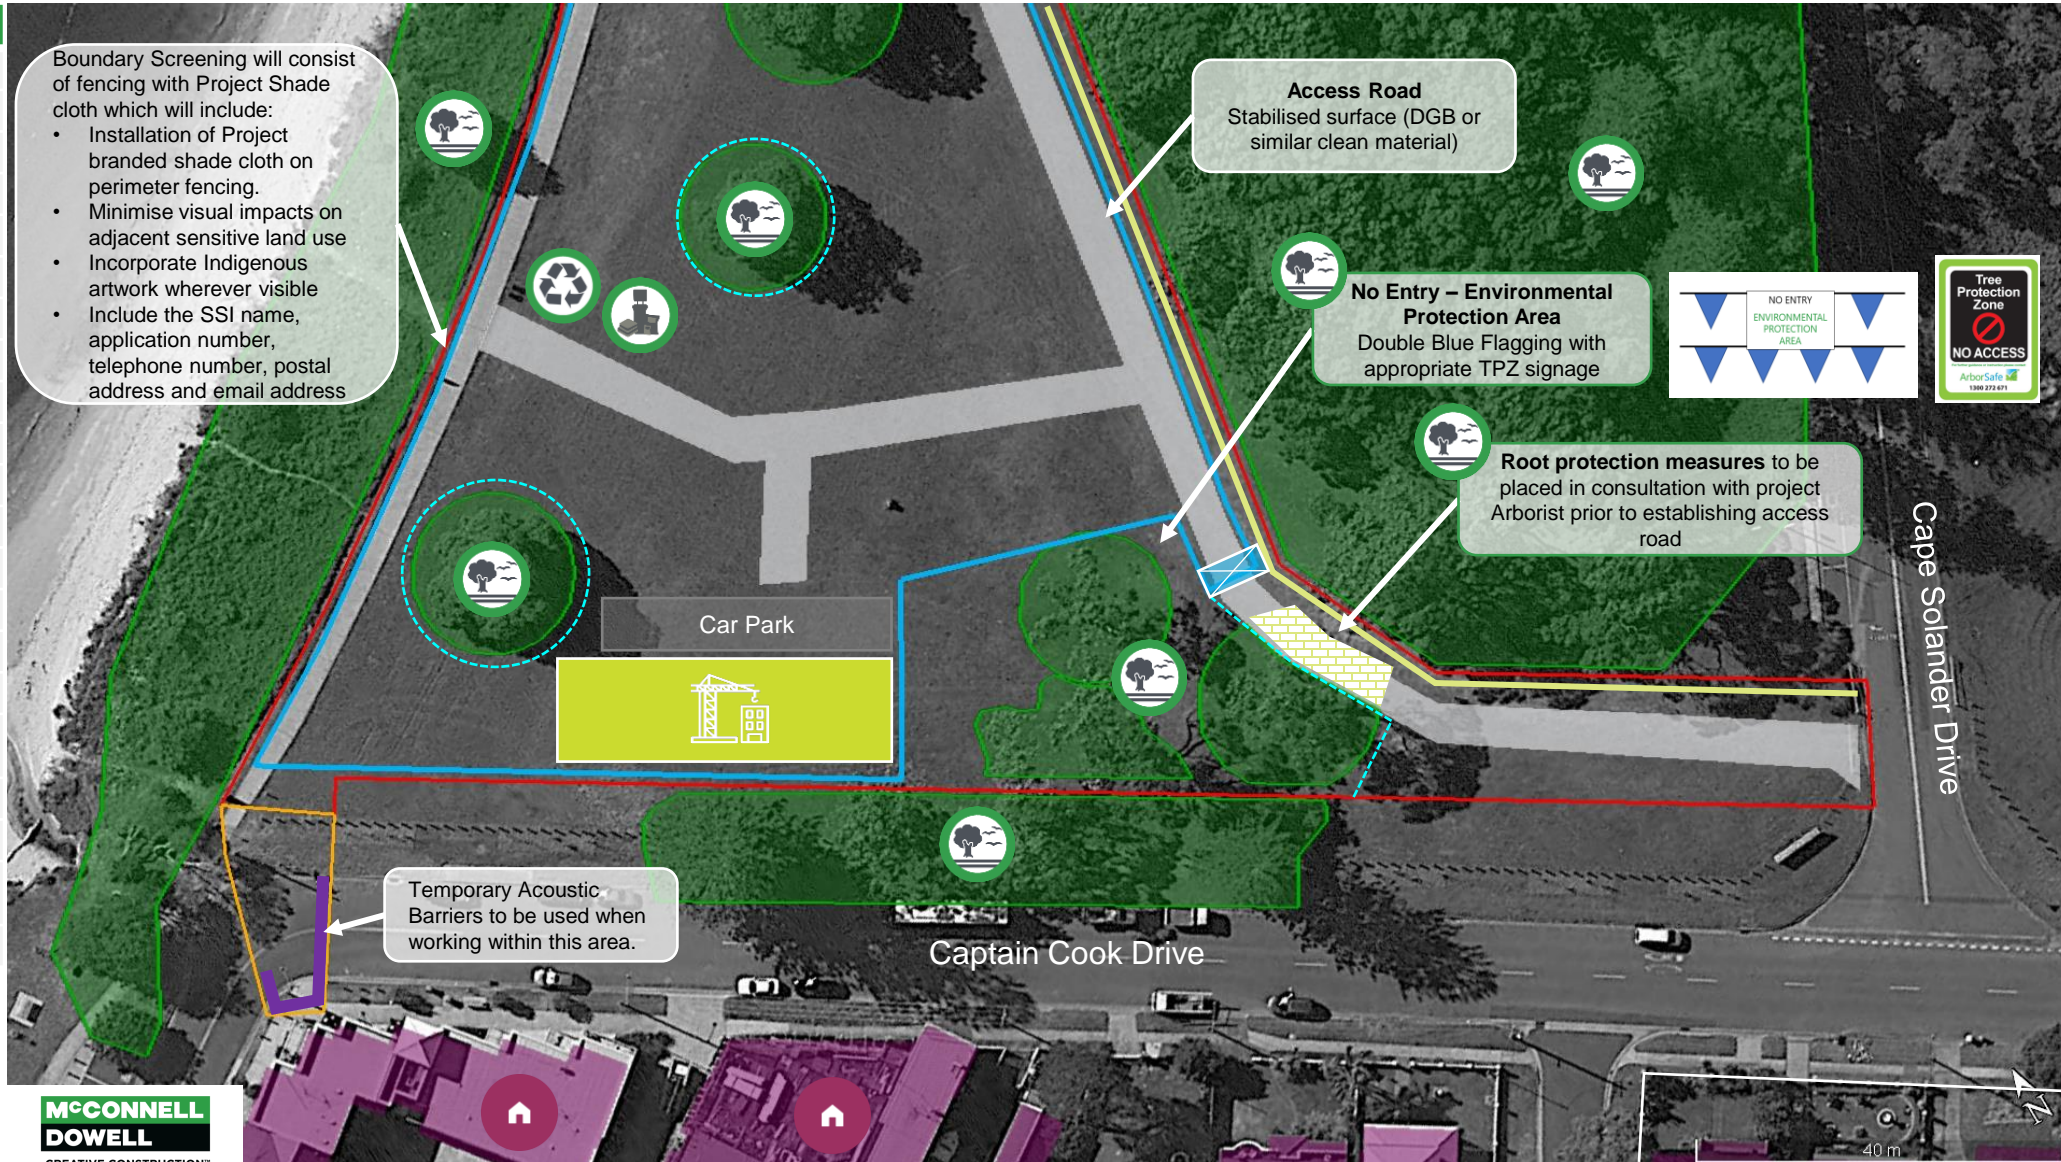 Boundary Screening will consist
of fencing with Project Shade
cloth which will include:
• Installation of Project
branded shade cloth on
perimeter fencing.
• Minimise visual impacts on
adjacent sensitive land use
• Incorporate Indigenous
artwork wherever visible
• Include the SSI name,
application number,
telephone number, postal
address and email address
Access Road
Stabilised surface (DGB or
similar clean material)
No Entry – Environmental
Protection Area
Double Blue Flagging with
appropriate TPZ signage
NO ENTRY
ENVIRONMENTAL
PROTECTION
AREA
Tree
Protection
Zone
NO ACCESS
ArborSafe
1300 272 671
Root protection measures to be
placed in consultation with project
Arborist prior to establishing access
road
Cape Solander Drive
Car Park
Temporary Acoustic
Barriers to be used when
working within this area.
Captain Cook Drive
McCONNELL
DOWELL
CREATIVE CONSTRUCTION™
N
40 m